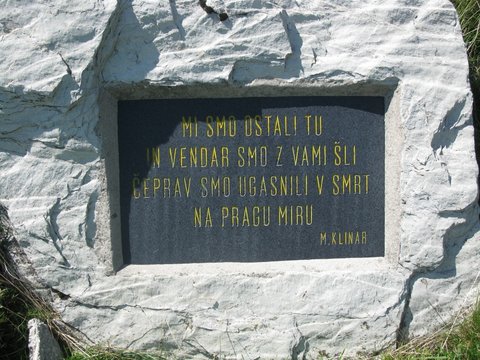 MI SMO OSTALI TU
IN VENDAR SMO Z VAMI ŠLI
ČEPRAV SMO UGASNILI V SMRT
NA PRAGU MIRU
M. KLINAR